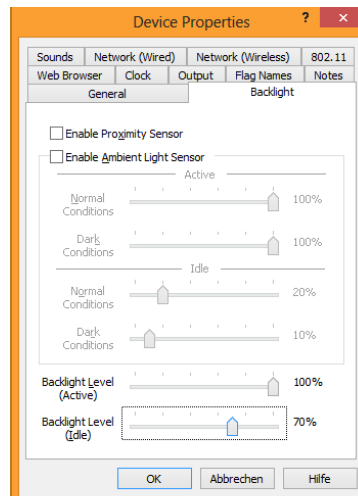 Device Properties
? x
Sounds Network (Wired) Network (Wireless) 802.11
Web Browser Clock Output Flag Names Notes
General Backlight
Enable Proximity Sensor
Enable Ambient Light Sensor
Active
Normal
Conditions
100%
Dark
Conditions
100%
Idle
Normal
Conditions
20%
Dark
Conditions
10%
Backlight Level
(Active)
100%
Backlight Level
(Idle)
70%
OK Abbrechen Hilfe